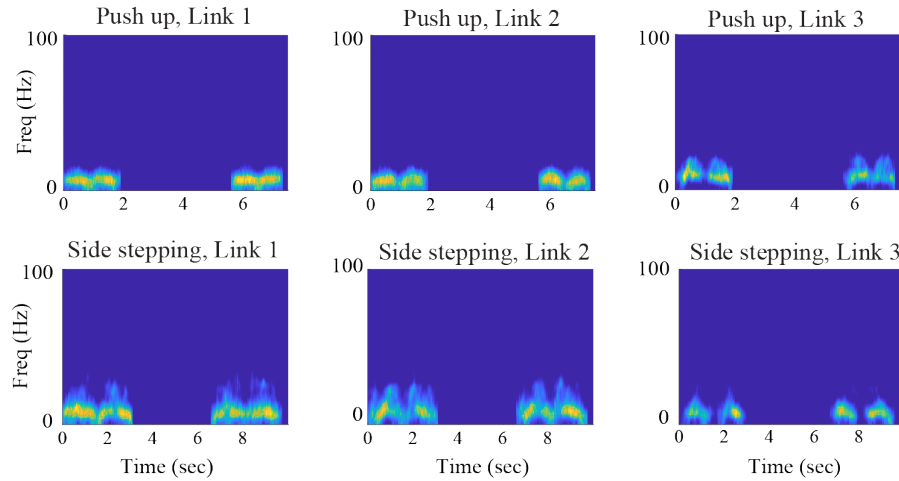 Push up, Link 1
Push up, Link 2
Push up, Link 3
100
100
100
Freq (Hz)
0
0
0
0 2 4 6
0 2 4 6
0 2 4 6
Side stepping, Link 1
Side stepping, Link 2
Side stepping, Link 3
100
100
100
Freq (Hz)
0
0
0
0 2 4 6 8
0 2 4 6 8
0 2 4 6 8
Time (sec)
Time (sec)
Time (sec)